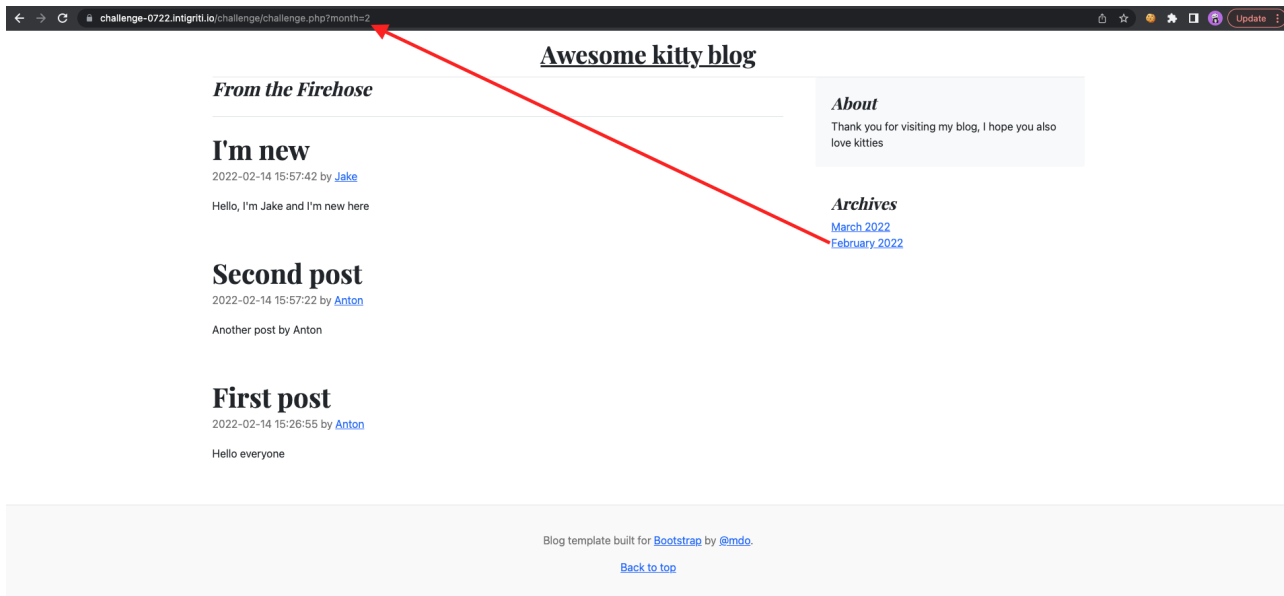 challenge-0722.intigriti.io/challenge/challenge.php?month=2
Update
Awesome kitty blog
From the Firehose
I'm new
2022-02-14 15:57:42 by Jake
Hello, I'm Jake and I'm new here
Second post
2022-02-14 15:57:22 by Anton
Another post by Anton
First post
2022-02-14 15:26:55 by Anton
Hello everyone
About
Thank you for visiting my blog, I hope you also
love kitties
Archives
March 2022
February 2022
Blog template built for Bootstrap by @mdo.
Back to top